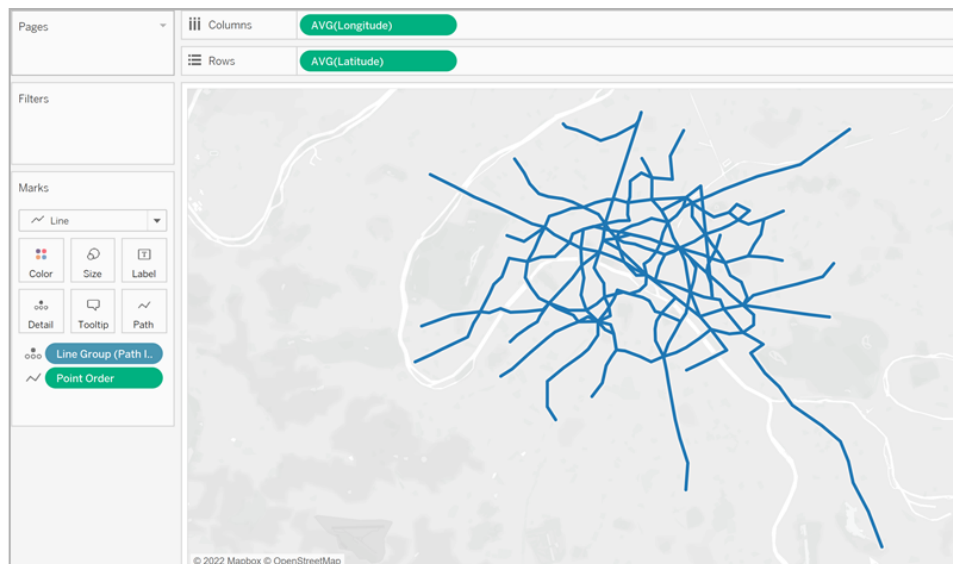 Pages
Columns
AVG(Longitude)
Rows
AVG(Latitude)
Filters
Marks
Line
Color Size Label
Detail Tooltip Path
Line Group (Path I..
Point Order
© 2022 Mapbox © OpenStreetMap